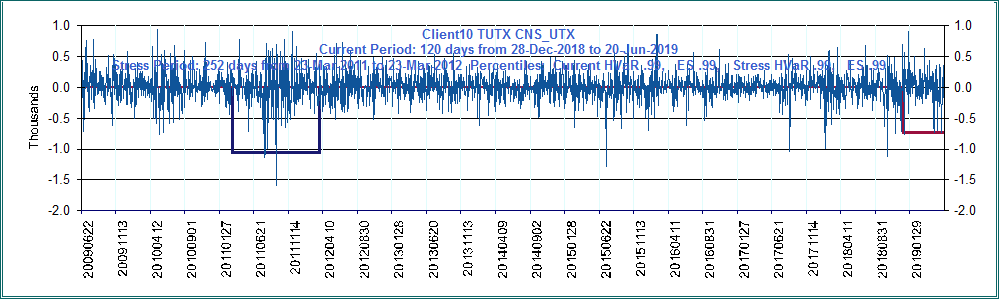 Client10 TUTX CNS_UTX
Current Period: 120 days from 28-Dec-2018 to 20-Jun-2019
Stress Period: 252 days from 23-Mar-2011 to 23-Mar-2012 Percentiles: Current HVaR .99, ES .99, Stress HVaR .99, ES .99
1.0 1.0
0.5 0.5
0.0 0.0
-0.5 -0.5
-1.0 -1.0
-1.5 -1.5
-2.0 -2.0
Thousands
20090622 20091113 20100412 20100901 20110127 20110621 20111114 20120410 20120830 20130128 20130620 20131113 20140409 20140902 20150128 20150622 20151113 20160411 20160831 20170127 20170621 20171114 20180411 20180831 20190129